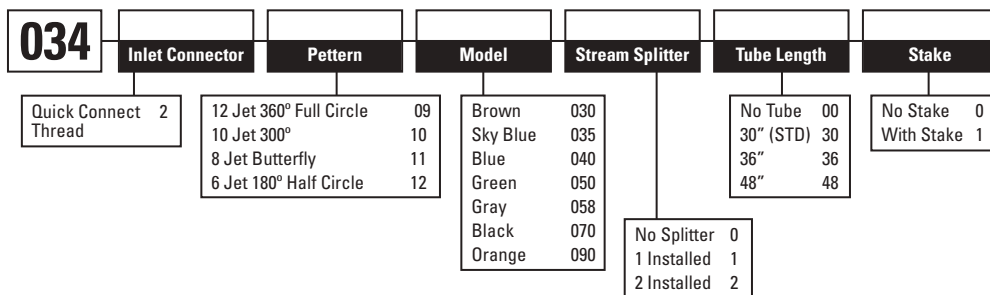 034
Inlet Connector Pettern Model Stream Splitter Tube Length Stake
Quick Connect 2
Thread
12 Jet 360º Full Circle 09
10 Jet 300º 10
8 Jet Butterfly 11
6 Jet 180º Half Circle 12
Brown 030
Sky Blue 035
Blue 040
Green 050
Gray 058
Black 070
Orange 090
No Splitter 0
1 Installed 1
2 Installed 2
No Tube 00
30” (STD) 30
36” 36
48” 48
No Stake 0
With Stake 1